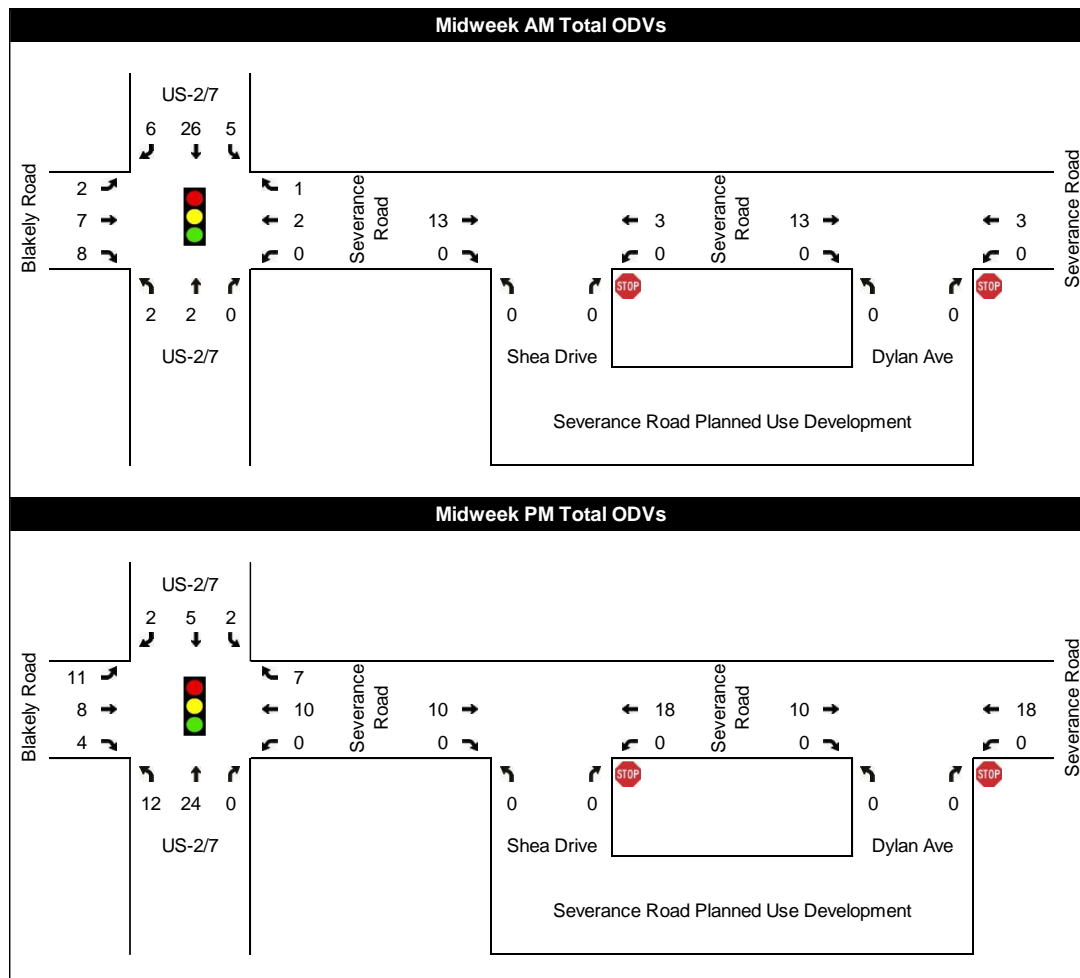 Midweek AM Total ODVs
US-2/7
6 26 5
Blakely Road
2
7
8
1
2
0
Severance
Road
13
0
3
0
Severance
Road
13
0
3
0
Severance Road
2 2 0
US-2/7
0 0
STOP
Shea Drive
0 0
STOP
Dylan Ave
Severance Road Planned Use Development
Midweek PM Total ODVs
US-2/7
2 5 2
Blakely Road
11
8
4
7
10
0
Severance
Road
10
0
18
0
Severance
Road
10
0
18
0
Severance Road
12 24 0
US-2/7
0 0
STOP
Shea Drive
0 0
STOP
Dylan Ave
Severance Road Planned Use Development